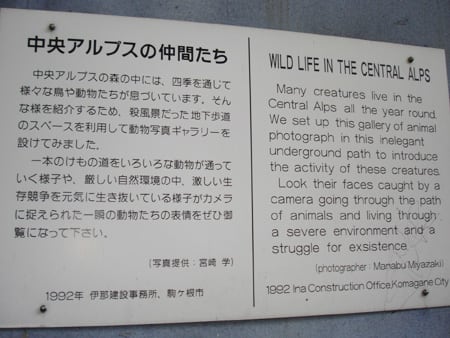 中央アルプスの仲間たち
中央アルプスの森の中には、四季を通じて
様々な鳥や動物たちが息づいています。そん
な様を紹介するため、殺風景だった地下歩道
のスペースを利用して動物写真ギャラリーを
設けてみました。
一本のけもの道をいろいろな動物が通って
いく様子や、厳しい自然環境の中、激しい生
存競争を元気に生き抜いている様子がカメラ
に捉えられた一瞬の動物たちの表情をぜひ御
覧になって下さい。
(写真提供：宮崎 学)
1992年 伊那建設事務所、駒ヶ根市
WILD LIFE IN THE CENTRAL ALPS
Many creatures live in the
Central Alps all the year round.
We set up this gallery of animal
photograph in this inelegant
underground path to introduce
the activity of these creatures.
Look their faces caught by a
camera going through the path
of animals and living through
a severe environment and a
struggle for exsistence.
(photographer : Manabu Miyazaki)
1992 Ina Construction Office, Komagane City